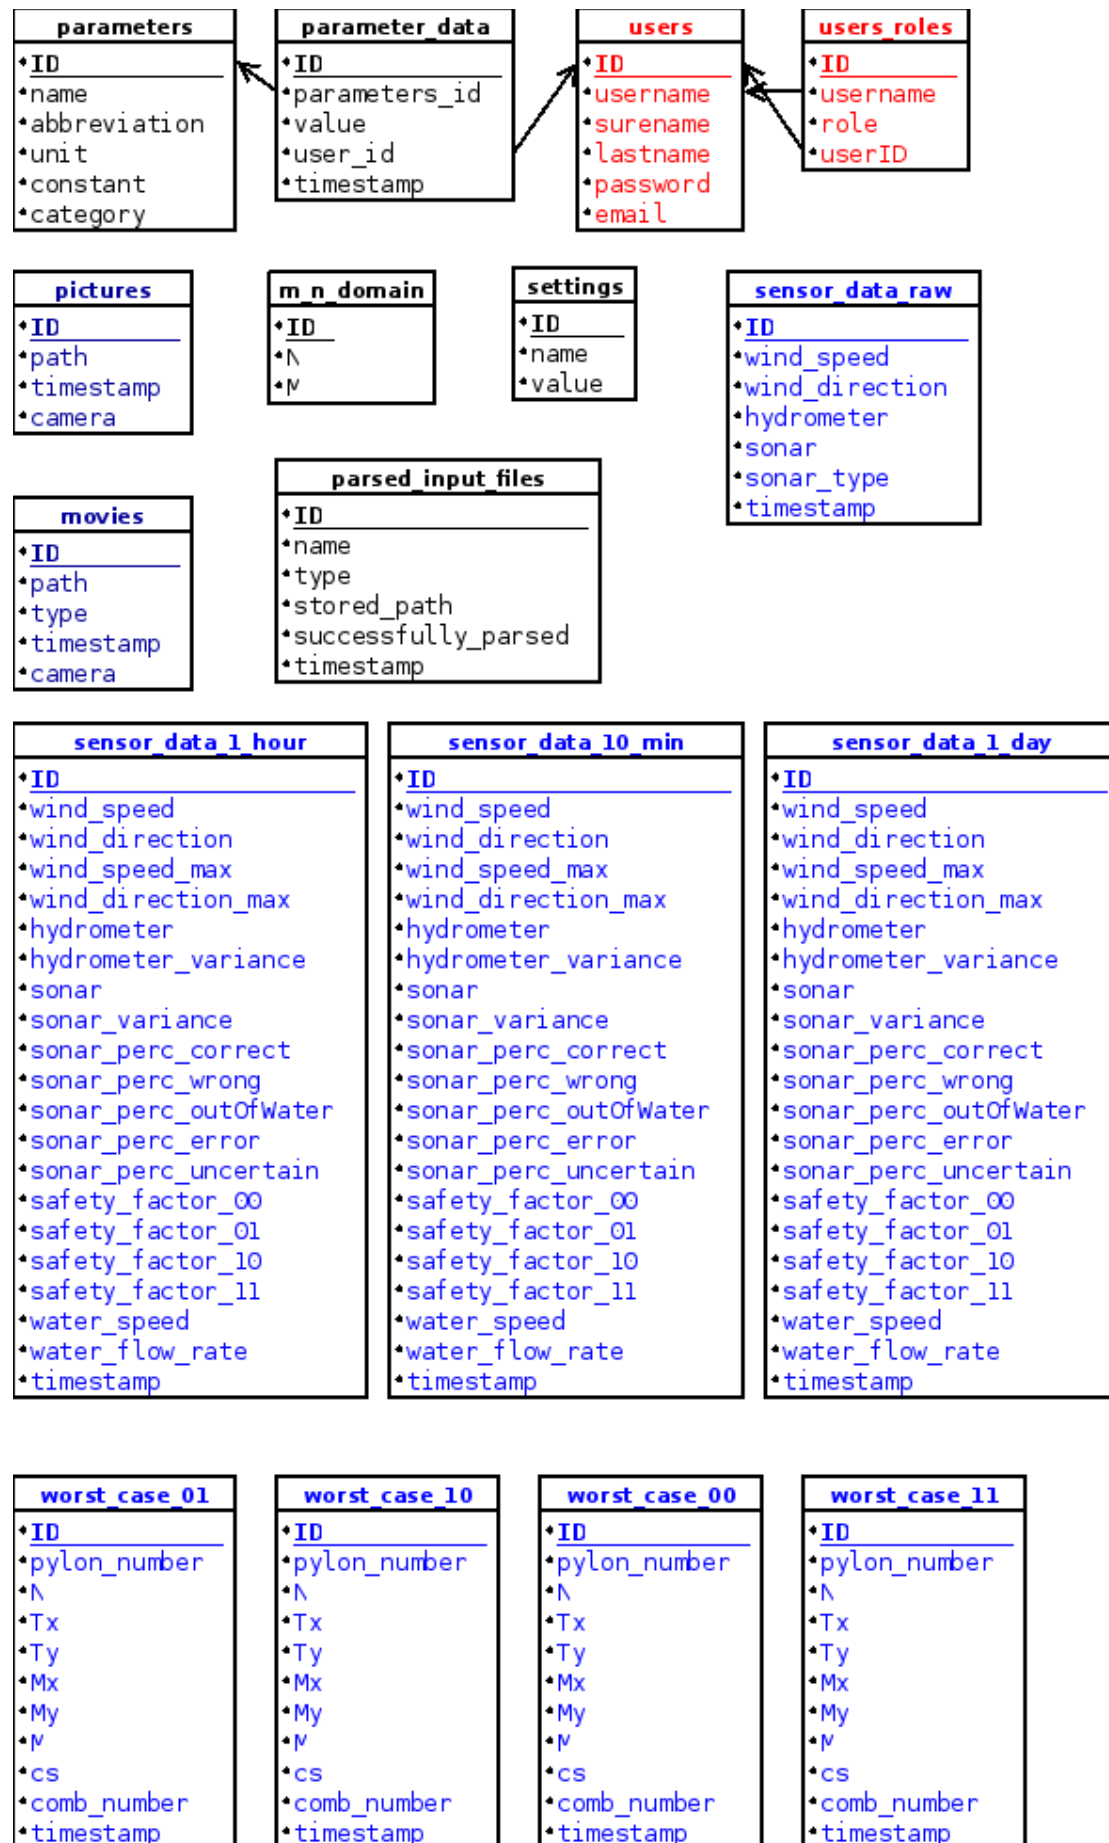 parameters
ID
name
abbreviation
unit
constant
category
parameter_data
ID
parameters_id
value
user_id
timestamp
users
ID
username
surename
lastname
password
email
users_roles
ID
username
role
userID
pictures
ID
path
timestamp
camera
m_n_domain
ID
N
M
settings
ID
name
value
sensor_data_raw
ID
wind_speed
wind_direction
hydrometer
sonar
sonar_type
timestamp
movies
ID
path
type
timestamp
camera
parsed_input_files
ID
name
type
stored_path
successfully_parsed
timestamp
sensor_data_1_hour
ID
wind_speed
wind_direction
wind_speed_max
wind_direction_max
hydrometer
hydrometer_variance
sonar
sonar_variance
sonar_perc_correct
sonar_perc_wrong
sonar_perc_outOfWater
sonar_perc_error
sonar_perc_uncertain
safety_factor_00
safety_factor_01
safety_factor_10
safety_factor_11
water_speed
water_flow_rate
timestamp
sensor_data_10_min
ID
wind_speed
wind_direction
wind_speed_max
wind_direction_max
hydrometer
hydrometer_variance
sonar
sonar_variance
sonar_perc_correct
sonar_perc_wrong
sonar_perc_outOfWater
sonar_perc_error
sonar_perc_uncertain
safety_factor_00
safety_factor_01
safety_factor_10
safety_factor_11
water_speed
water_flow_rate
timestamp
sensor_data_1_day
ID
wind_speed
wind_direction
wind_speed_max
wind_direction_max
hydrometer
hydrometer_variance
sonar
sonar_variance
sonar_perc_correct
sonar_perc_wrong
sonar_perc_outOfWater
sonar_perc_error
sonar_perc_uncertain
safety_factor_00
safety_factor_01
safety_factor_10
safety_factor_11
water_speed
water_flow_rate
timestamp
worst_case_01
ID
pylon_number
N
Tx
Ty
Mx
My
M
cs
comb_number
timestamp
worst_case_10
ID
pylon_number
N
Tx
Ty
Mx
My
M
cs
comb_number
timestamp
worst_case_00
ID
pylon_number
N
Tx
Ty
Mx
My
M
cs
comb_number
timestamp
worst_case_11
ID
pylon_number
N
Tx
Ty
Mx
My
M
cs
comb_number
timestamp